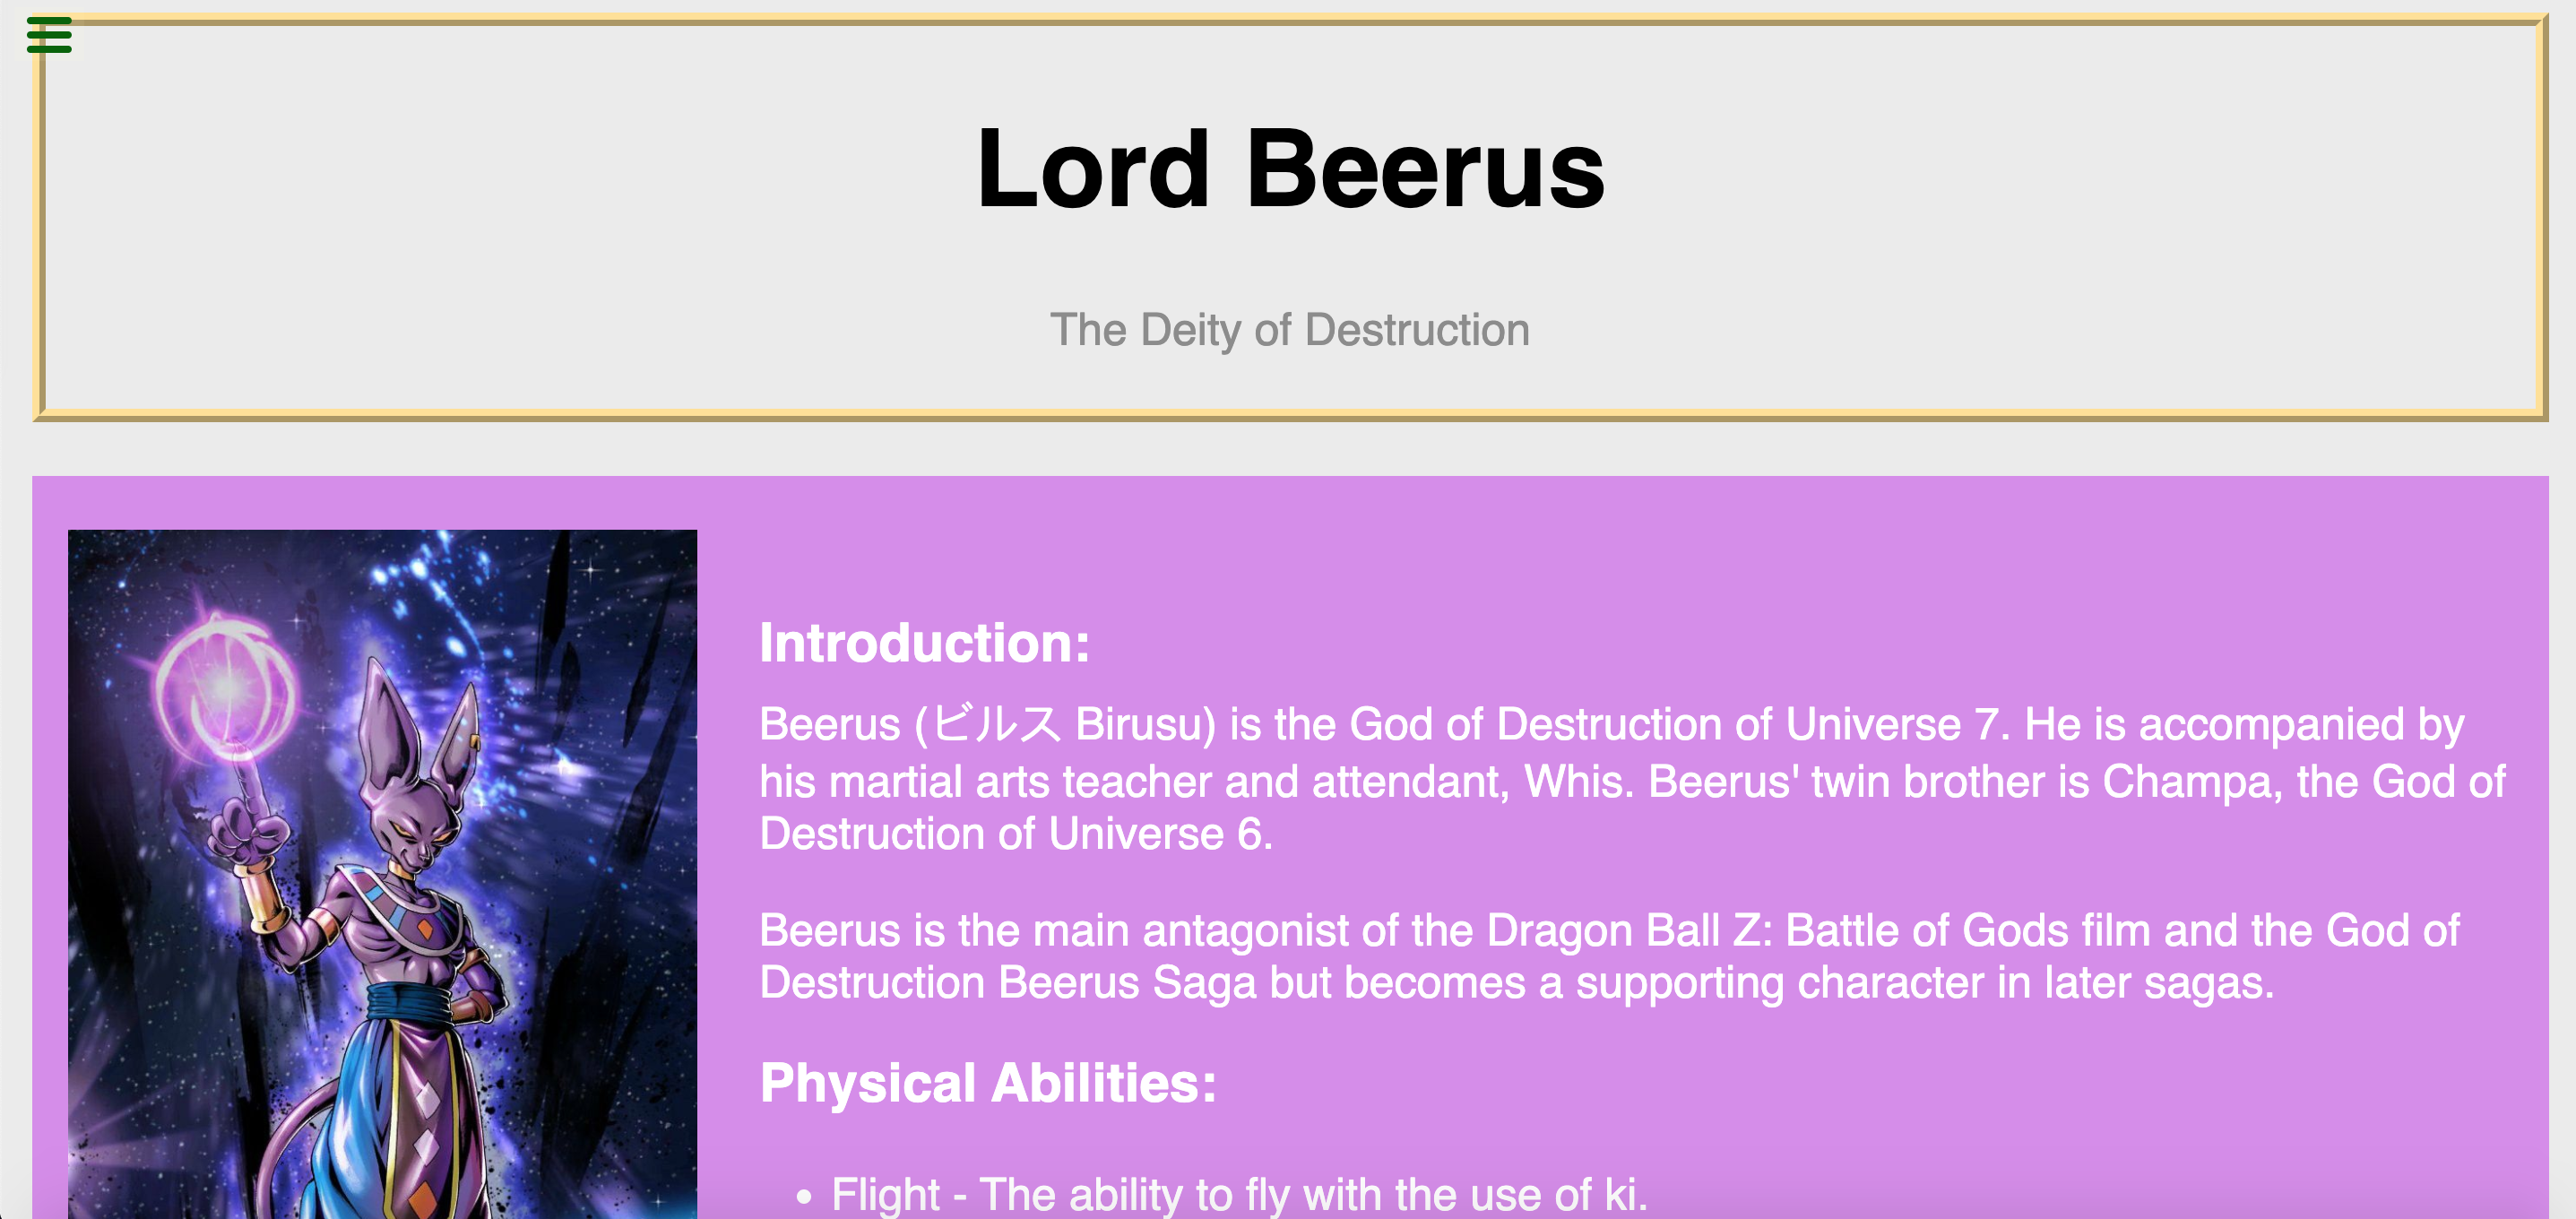 Lord Beerus
The Deity of Destruction
Introduction:
Beerus (ビルス Birusu) is the God of Destruction of Universe 7. He is accompanied by
his martial arts teacher and attendant, Whis. Beerus' twin brother is Champa, the God of
Destruction of Universe 6.
Beerus is the main antagonist of the Dragon Ball Z: Battle of Gods film and the God of
Destruction Beerus Saga but becomes a supporting character in later sagas.
Physical Abilities:
• Flight - The ability to fly with the use of ki.